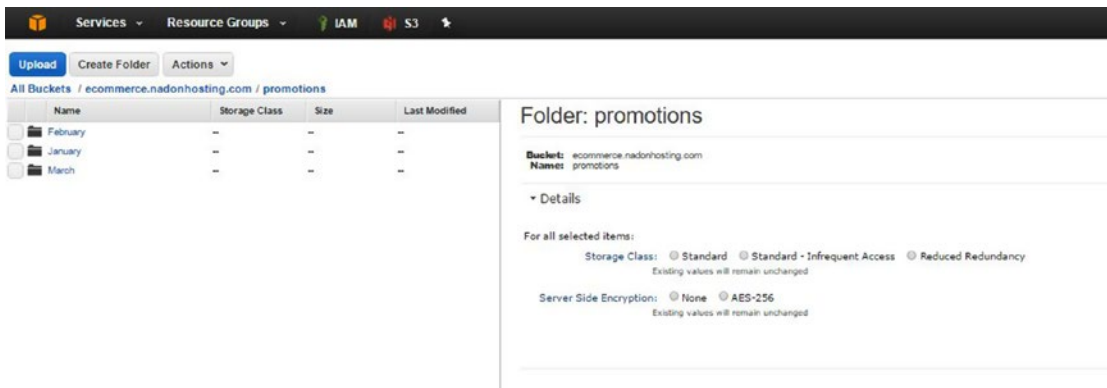 Services Resource Groups IAM S3
Upload Create Folder Actions
All Buckets / ecommerce.nadonhosting.com / promotions
Name Storage Class Size Last Modified
February -- -- --
January -- -- --
March -- -- --
Folder: promotions
Bucket: ecommerce.nadonhosting.com
Name: promotions
Details
For all selected items:
Storage Class: Standard Standard - Infrequent Access Reduced Redundancy
Existing values will remain unchanged
Server Side Encryption: None AES-256
Existing values will remain unchanged